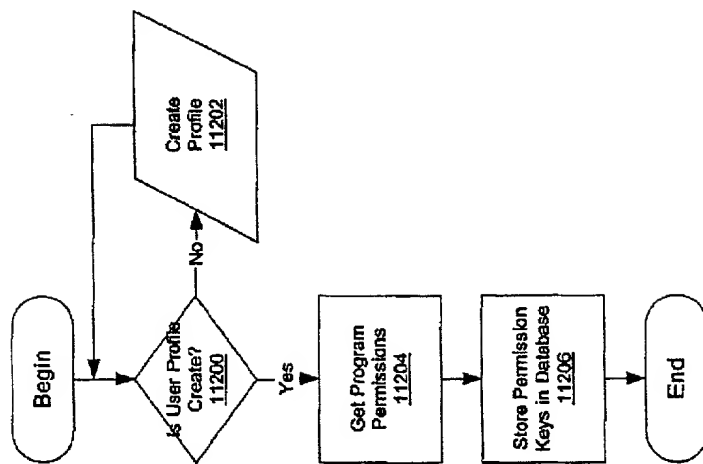 Begin
Is User Profile
Create?
11200
No
Create
Profile
11202
Yes
Get Program
Permissions
11204
Store Permission
Keys in Database
11206
End